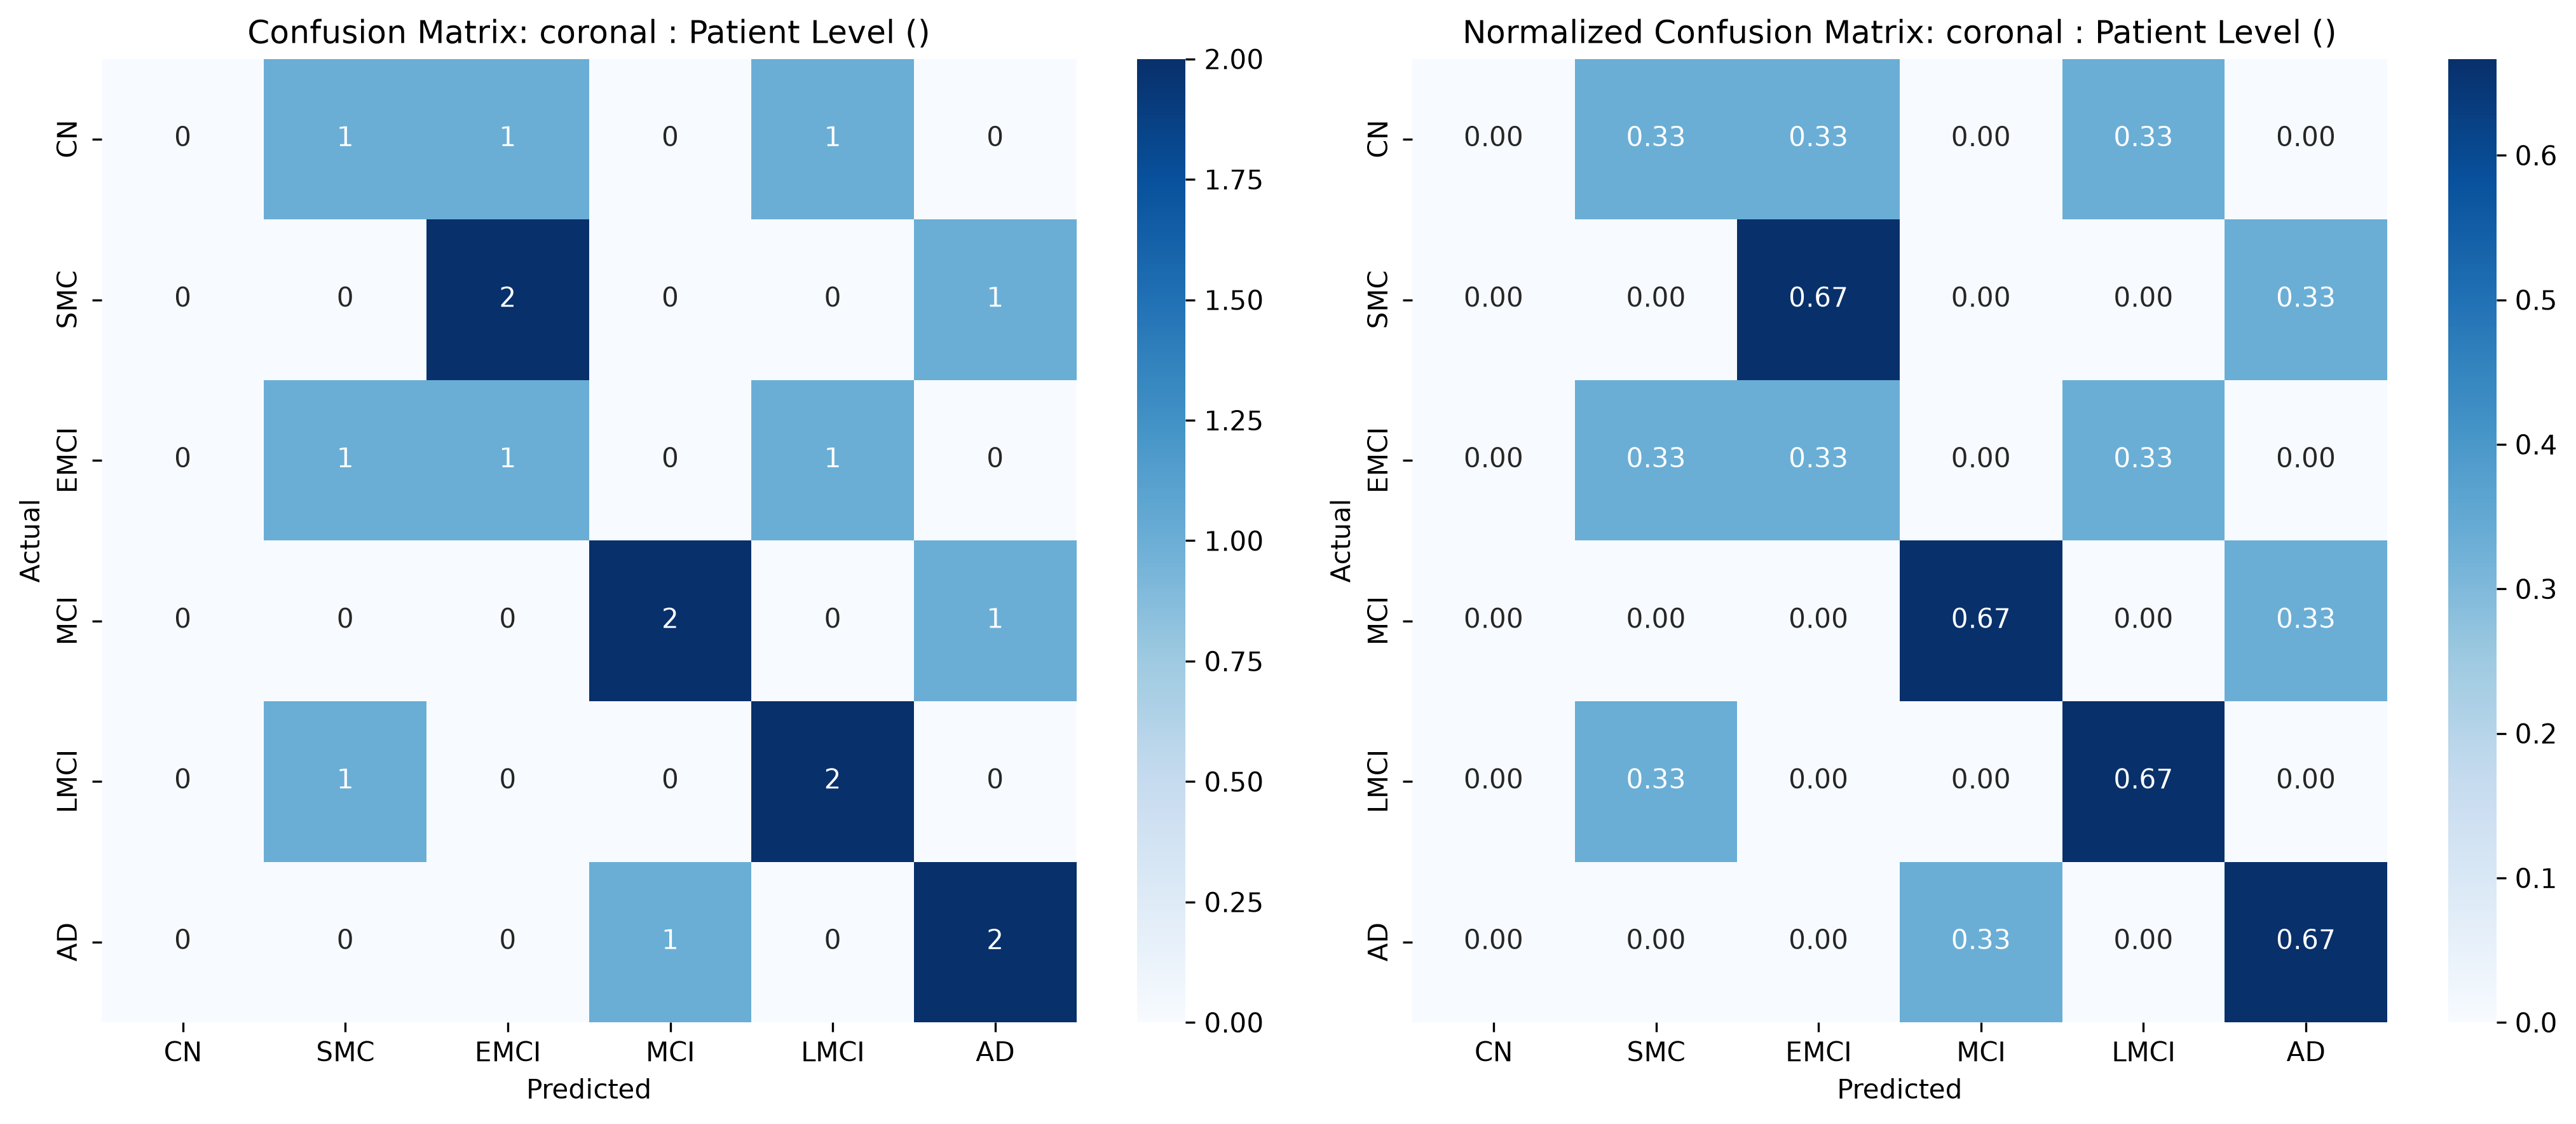 Confusion Matrix: coronal : Patient Level ()
CN 0 1 1 0 1 0
SMC 0 0 2 0 0 1
EMCI 0 1 1 0 1 0
MCI 0 0 0 2 0 1
LMCI 0 1 0 0 2 0
AD 0 0 0 1 0 2
CN SMC EMCI MCI LMCI AD
Predicted
Actual
2.00
1.75
1.50
1.25
1.00
0.75
0.50
0.25
0.00
Normalized Confusion Matrix: coronal : Patient Level ()
CN 0.00 0.33 0.33 0.00 0.33 0.00
SMC 0.00 0.00 0.67 0.00 0.00 0.33
EMCI 0.00 0.33 0.33 0.00 0.33 0.00
MCI 0.00 0.00 0.00 0.67 0.00 0.33
LMCI 0.00 0.33 0.00 0.00 0.67 0.00
AD 0.00 0.00 0.00 0.33 0.00 0.67
CN SMC EMCI MCI LMCI AD
Predicted
Actual
0.6
0.5
0.4
0.3
0.2
0.1
0.0